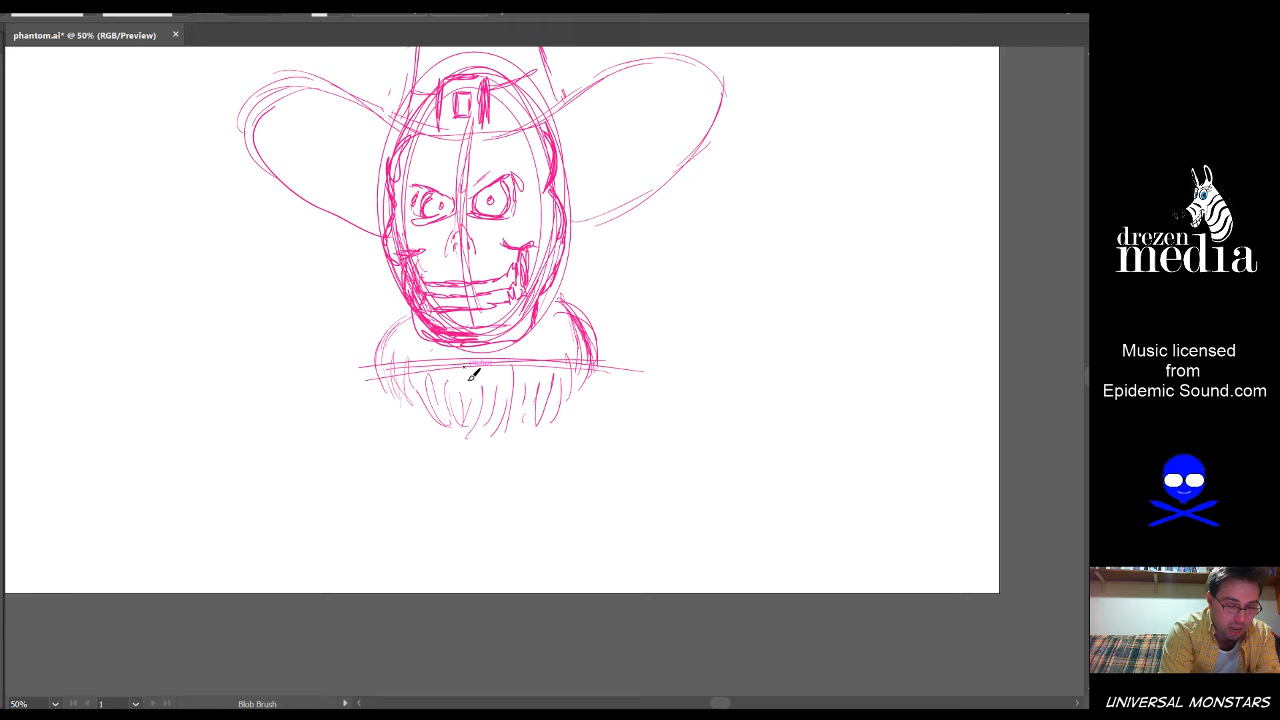 phantom.ai* @ 50% (RGB/Preview)
drezen
media
Music licensed
from
Epidemic Sound.com
50%
1
Blob Brush
UNIVERSAL MONSTARS